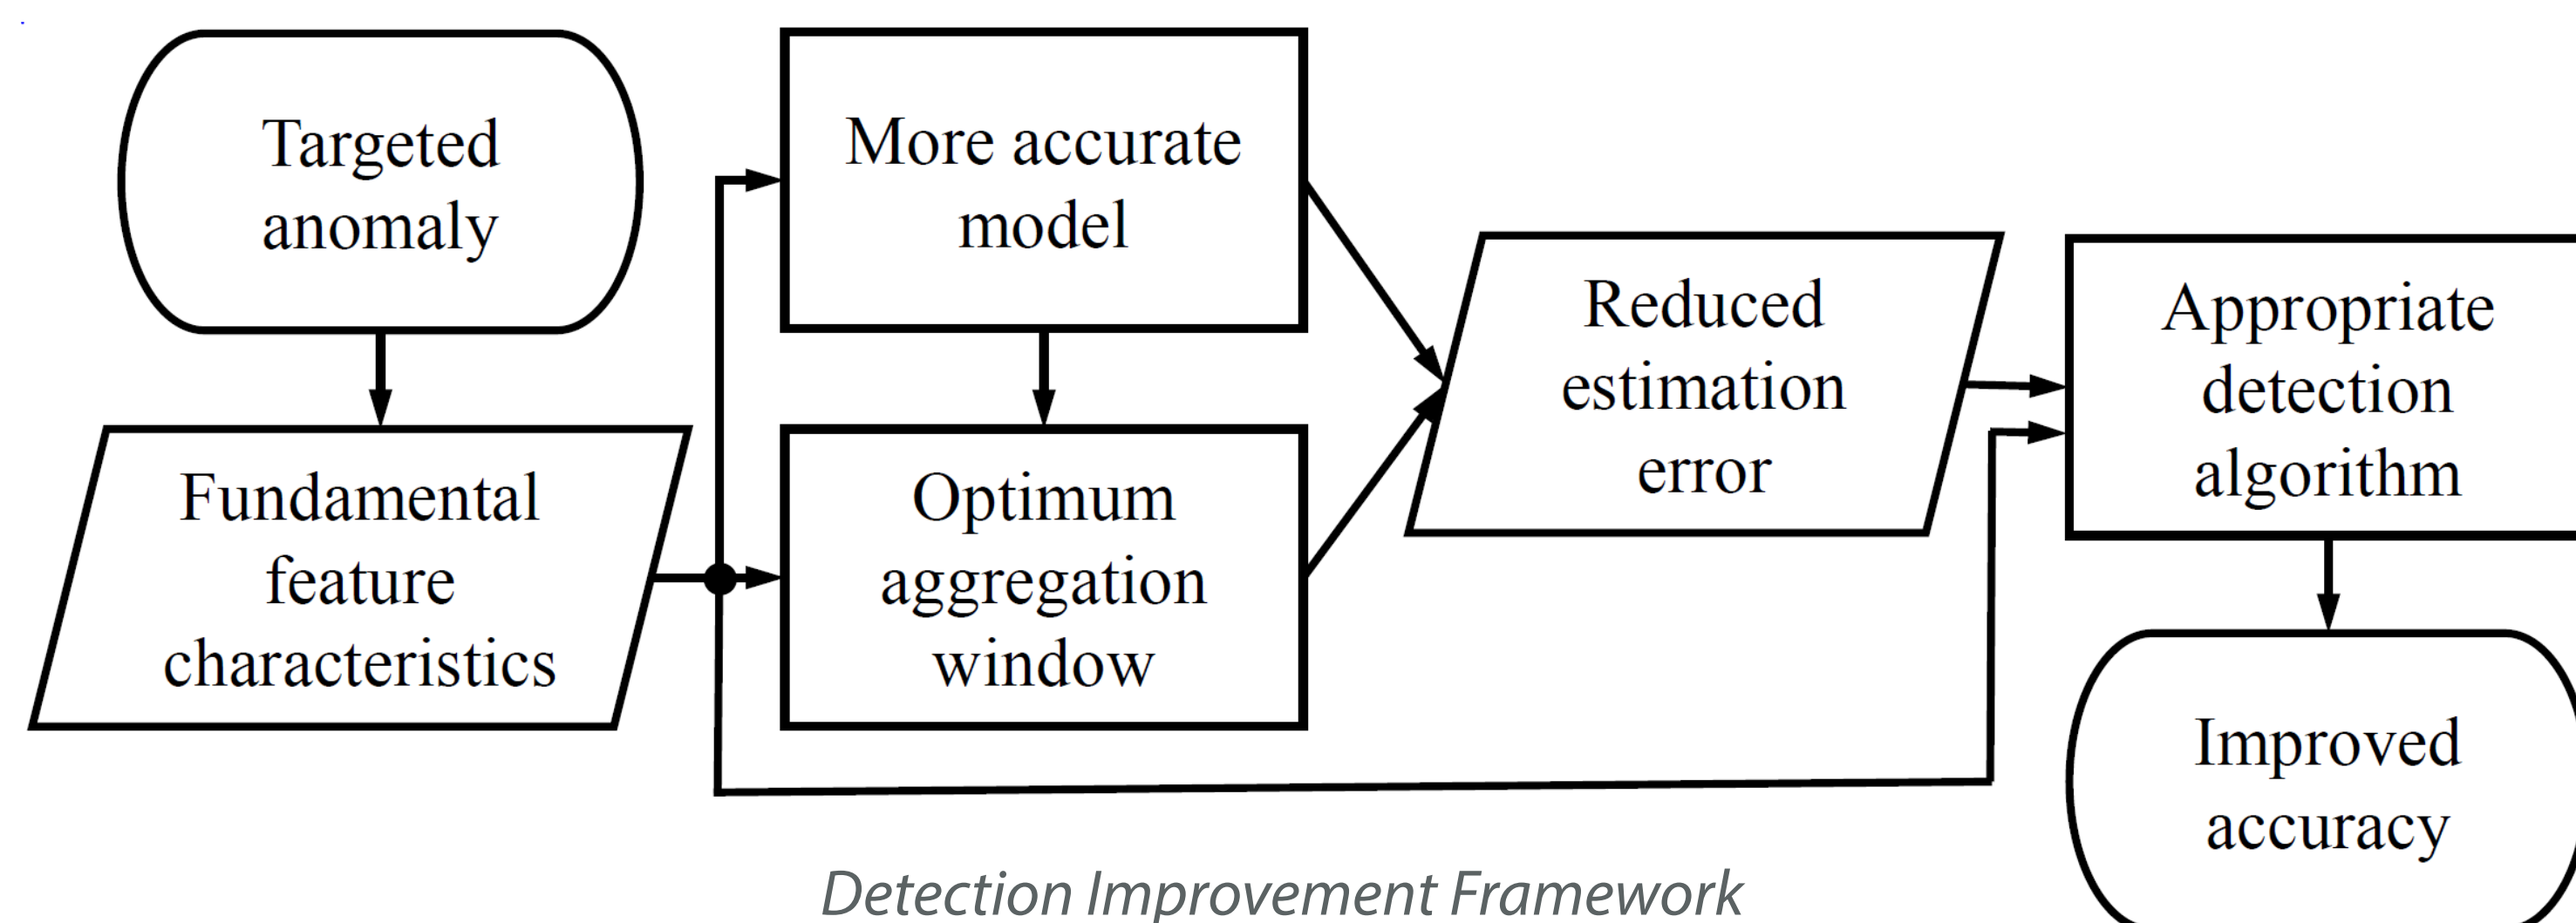 Targeted
anomaly
Fundamental
feature
characteristics
More accurate
model
Optimum
aggregation
window
Reduced
estimation
error
Appropriate
detection
algorithm
Improved
accuracy
Detection Improvement Framework